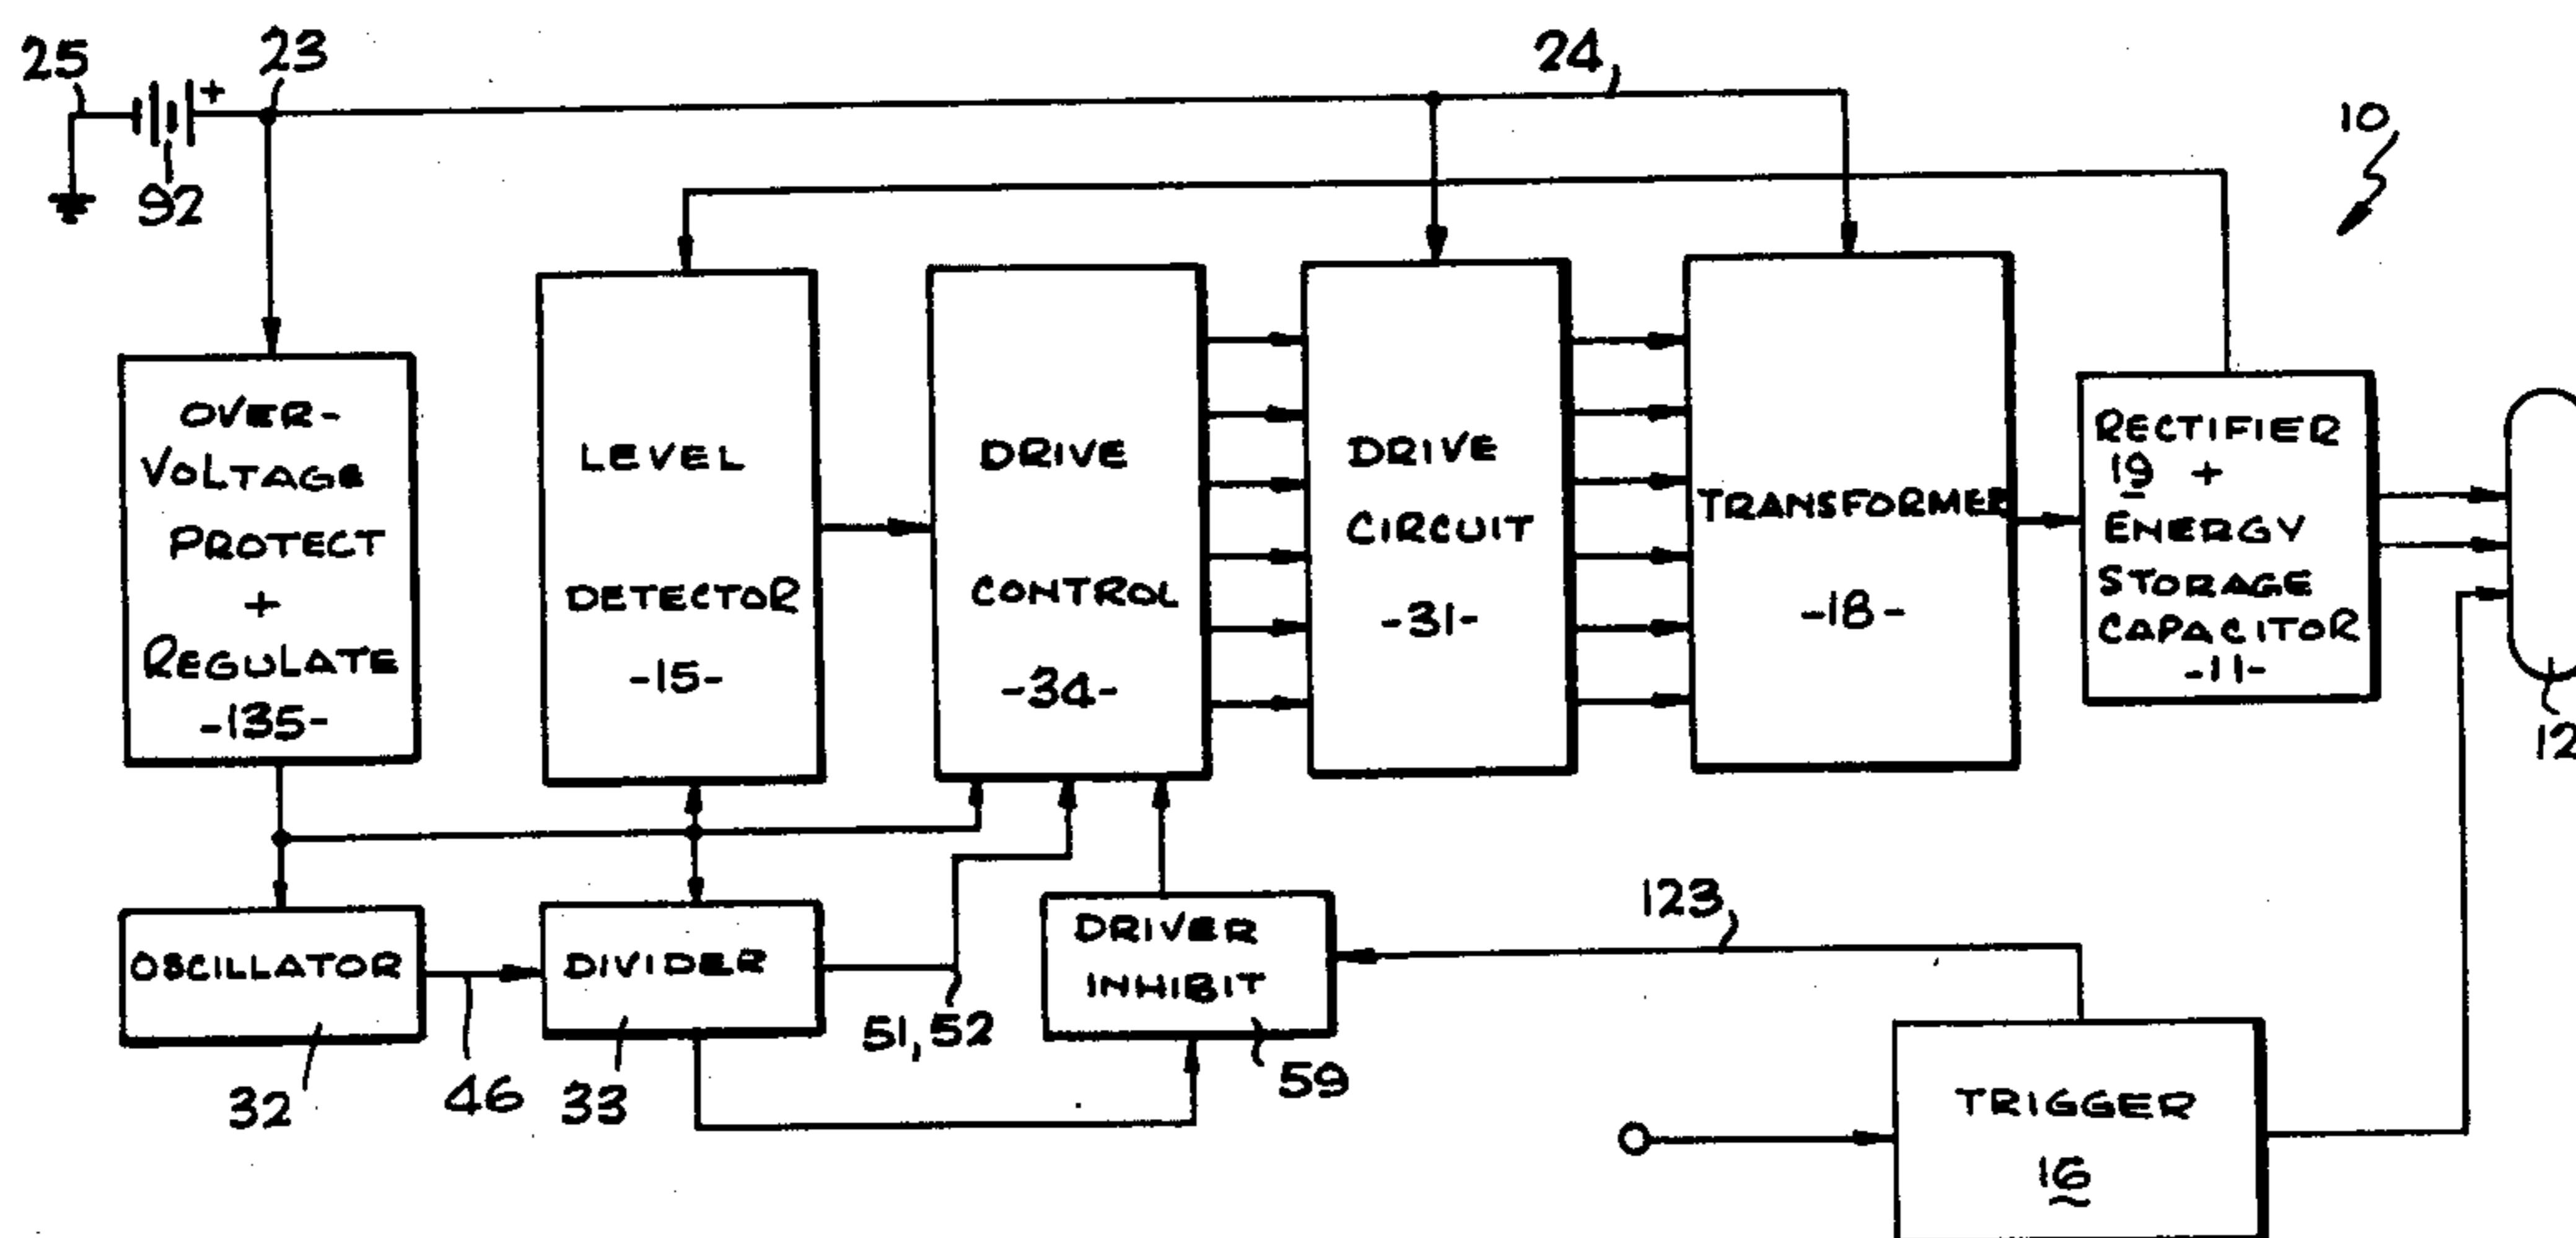 25
23
+
92
24
10
OVER-
VOLTAGE
PROTECT
+
REGULATE
-135-
LEVEL
DETECTOR
-15-
DRIVE
CONTROL
-34-
DRIVE
CIRCUIT
-31-
TRANSFORMER
-18-
RECTIFIER
19 +
ENERGY
STORAGE
CAPACITOR
-11-
12
OSCILLATOR
32
46
DIVIDER
33
51, 52
DRIVER
INHIBIT
59
123
TRIGGER
16